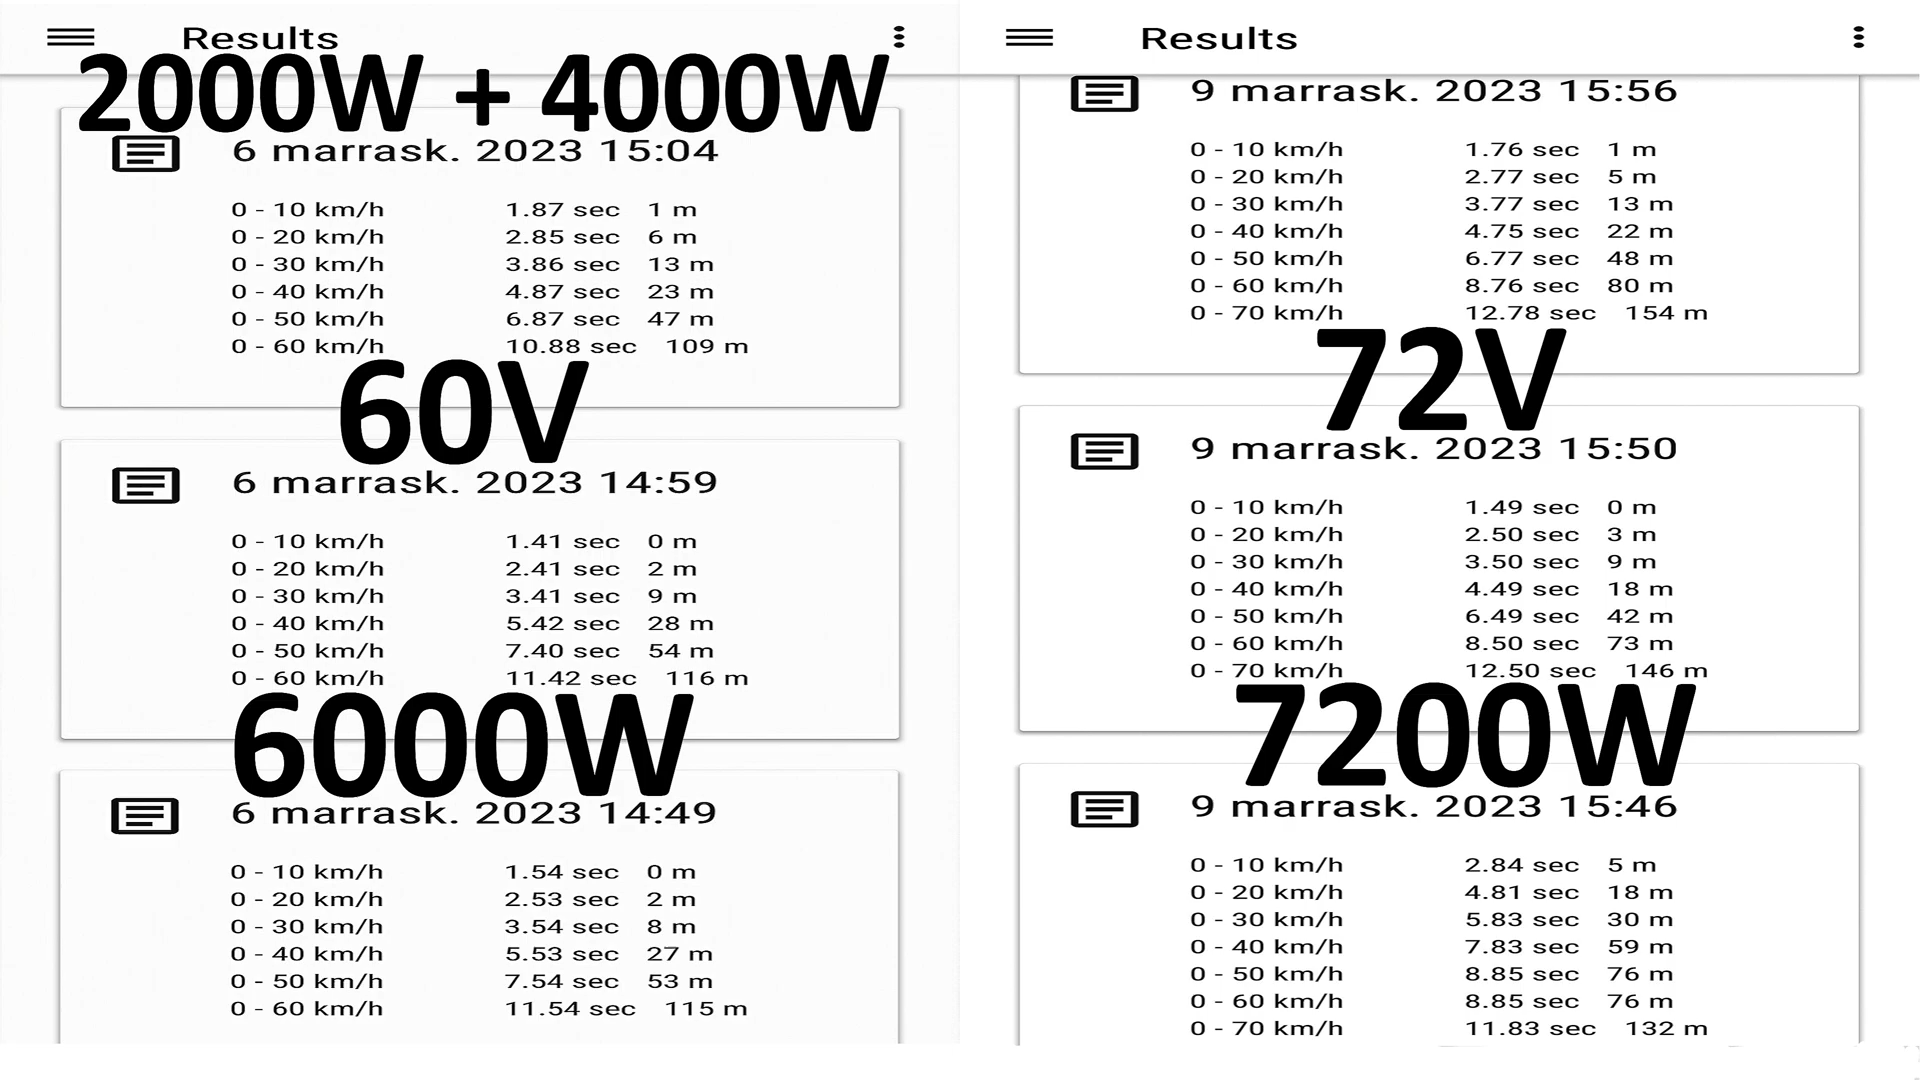 Results
2000W + 4000W
6 marrask. 2023 15:04
0 - 10 km/h 1.87 sec 1 m
0 - 20 km/h 2.85 sec 6 m
0 - 30 km/h 3.86 sec 13 m
0 - 40 km/h 4.87 sec 23 m
0 - 50 km/h 6.87 sec 47 m
0 - 60 km/h 10.88 sec 109 m
60V
6 marrask. 2023 14:59
0 - 10 km/h 1.41 sec 0 m
0 - 20 km/h 2.41 sec 2 m
0 - 30 km/h 3.41 sec 9 m
0 - 40 km/h 5.42 sec 28 m
0 - 50 km/h 7.40 sec 54 m
0 - 60 km/h 11.42 sec 116 m
6000W
6 marrask. 2023 14:49
0 - 10 km/h 1.54 sec 0 m
0 - 20 km/h 2.53 sec 2 m
0 - 30 km/h 3.54 sec 8 m
0 - 40 km/h 5.53 sec 27 m
0 - 50 km/h 7.54 sec 53 m
0 - 60 km/h 11.54 sec 115 m
Results
9 marrask. 2023 15:56
0 - 10 km/h 1.76 sec 1 m
0 - 20 km/h 2.77 sec 5 m
0 - 30 km/h 3.77 sec 13 m
0 - 40 km/h 4.75 sec 22 m
0 - 50 km/h 6.77 sec 48 m
0 - 60 km/h 8.76 sec 80 m
0 - 70 km/h 12.78 sec 154 m
72V
9 marrask. 2023 15:50
0 - 10 km/h 1.49 sec 0 m
0 - 20 km/h 2.50 sec 3 m
0 - 30 km/h 3.50 sec 9 m
0 - 40 km/h 4.49 sec 18 m
0 - 50 km/h 6.49 sec 42 m
0 - 60 km/h 8.50 sec 73 m
0 - 70 km/h 12.50 sec 146 m
7200W
9 marrask. 2023 15:46
0 - 10 km/h 2.84 sec 5 m
0 - 20 km/h 4.81 sec 18 m
0 - 30 km/h 5.83 sec 30 m
0 - 40 km/h 7.83 sec 59 m
0 - 50 km/h 8.85 sec 76 m
0 - 60 km/h 8.85 sec 76 m
0 - 70 km/h 11.83 sec 132 m